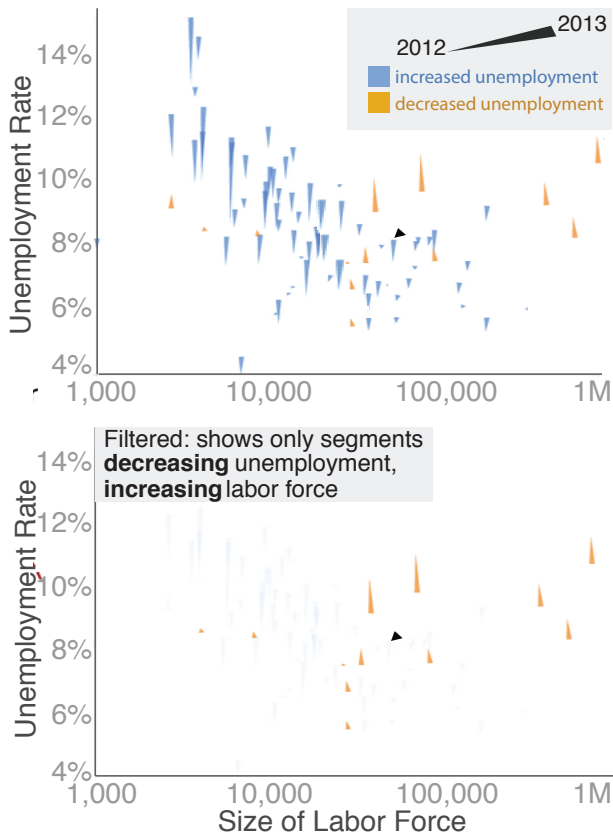 14%
12%
10%
8%
6%
4%
Unemployment Rate
2012
2013
increased unemployment
decreased unemployment
1,000
10,000
100,000
1M
Filtered: shows only segments
decreasing unemployment,
increasing labor force
14%
12%
10%
8%
6%
4%
Unemployment Rate
1,000
10,000
100,000
1M
Size of Labor Force